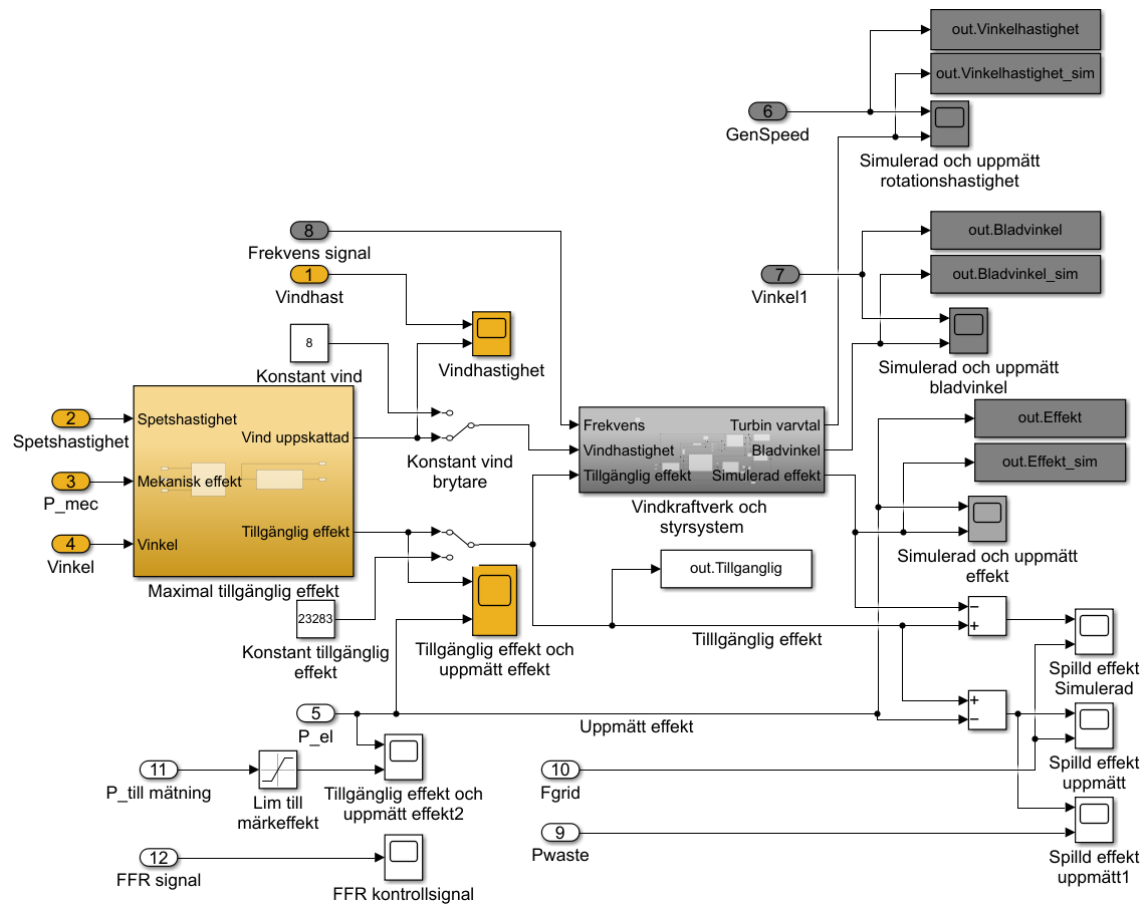 out.Vinkelhastighet
out.Vinkelhastighet_sim
6
GenSpeed
Simulerad och uppmätt
rotationshastighet
8
Frekvens signal
1
Vindhast
out.Bladvinkel
out.Bladvinkel_sim
7
Vinkel1
Simulerad och uppmätt
bladvinkel
8
Konstant vind
Vindhastighet
2
Spetshastighet
3
P_mec
4
Vinkel
Spetshastighet
Vind uppskattad
Mekanisk effekt
Tillgänglig effekt
Vinkel
Maximal tillgänglig effekt
Konstant vind
brytare
Frekvens
Turbin varvtal
Vindhastighet
Bladvinkel
Tillgänglig effekt
Simulerad effekt
Vindkraftverk och
styrsystem
out.Effekt
out.Effekt_sim
Simulerad och uppmätt
effekt
23283
Konstant tillgänglig
effekt
Tillgänglig effekt och
uppmätt effekt
out.Tillganglig
Tilllgänglig effekt
Spilld effekt
Simulerad
5
P_el
Uppmätt effekt
Spilld effekt
uppmätt
11
P_till mätning
Lim till
märkeffekt
Tillgänglig effekt och
uppmätt effekt2
10
Fgrid
9
Pwaste
Spilld effekt
uppmätt1
12
FFR signal
FFR kontrollsignal